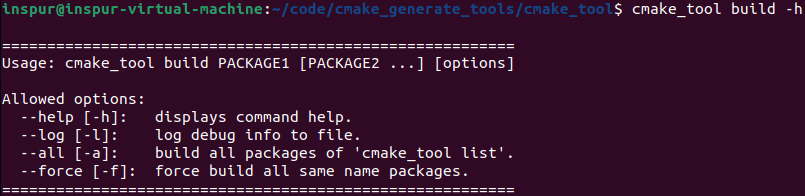 inspur@inspur-virtual-machine:~/code/cmake_generate_tools/cmake_tool$ cmake_tool build -h
=========================================================
Usage: cmake_tool build PACKAGE1 [PACKAGE2 ...] [options]
Allowed options:
--help [-h]: displays command help.
--log [-l]: log debug info to file.
--all [-a]: build all packages of 'cmake_tool list'.
--force [-f]: force build all same name packages.
=========================================================